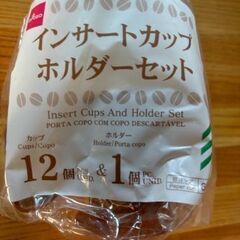 インサートカップ
ホルダーセット
Insert Cups And Holder Set
PORTA COPO COM COPO DESCARTÁVEL
カップ ホルダー
Cups/Copo Holder/Porta copo
12個 & 1個